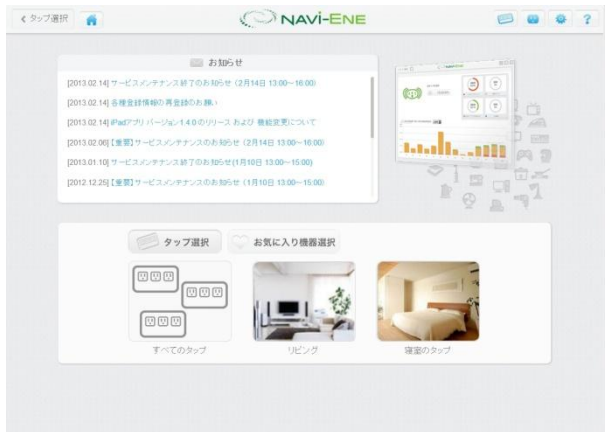 タップ選択
NAVi-ENE
?
お知らせ
[2013.02.14] サービスメンテナンス終了のお知らせ（2月14日 13:00～16:00）
[2013.02.14] 各種登録情報の再登録のお願い
[2013.02.14] iPadアプリ バージョン1.4.0のリリース および 機能変更について
[2013.02.06]【重要】サービスメンテナンスのお知らせ（2月14日 13:00～16:00）
[2013.01.10] サービスメンテナンス終了のお知らせ(1月10日 13:00～15:00)
[2012.12.25]【重要】サービスメンテナンスのお知らせ（1月10日 13:00～15:00）
タップ選択
お気に入り機器選択
すべてのタップ
リビング
寝室のタップ